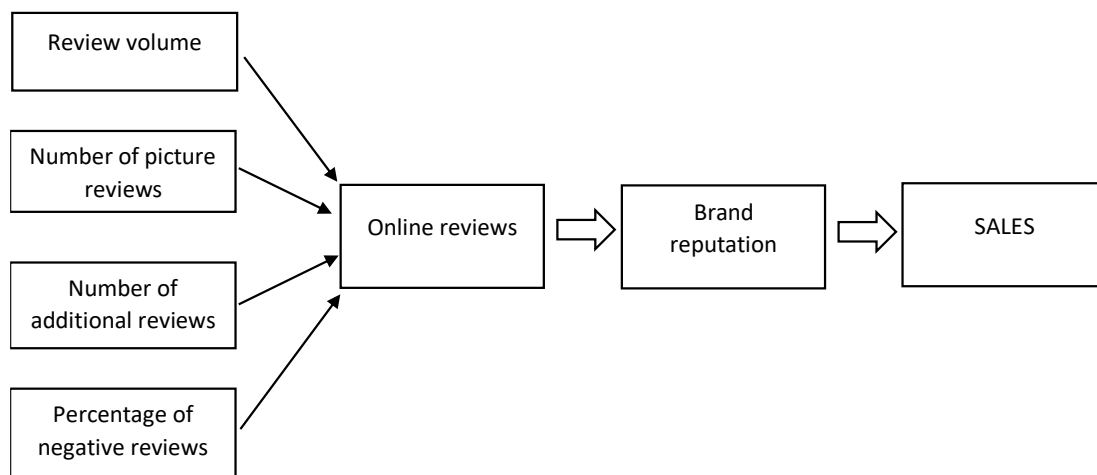 Review volume
Number of picture
reviews
Number of
additional reviews
Percentage of
negative reviews
Online reviews
Brand
reputation
SALES